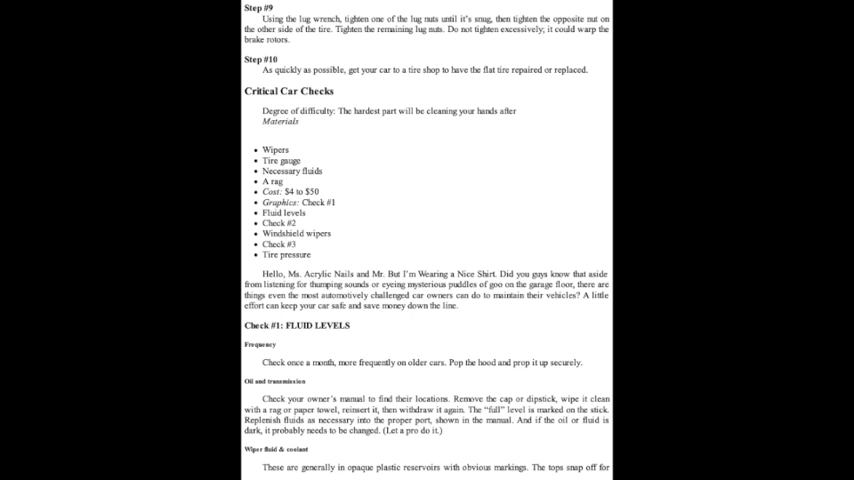 Step #9
Using the lug wrench, tighten one of the lug nuts until it's snug, then tighten the opposite nut on
the other side of the tire. Tighten the remaining lug nuts. Do not tighten excessively; it could warp the
brake rotors.
Step #10
As quickly as possible, get your car to a tire shop to have the flat tire repaired or replaced.
Critical Car Checks
Degree of difficulty: The hardest part will be cleaning your hands after
Materials
• Wipers
• Tire gauge
• Necessary fluids
• A rag
• Cost: $4 to $50
• Graphics: Check #1
• Fluid levels
• Check #2
• Windshield wipers
• Check #3
• Tire pressure
Hello, Ms. Acrylic Nails and Mr. But I'm Wearing a Nice Shirt. Did you guys know that aside
from listening for thumping sounds or eyeing mysterious puddles of goo on the garage floor, there are
things even the most automotively challenged car owners can do to maintain their vehicles? A little
effort can keep your car safe and save money down the line.
Check #1: FLUID LEVELS
Frequency
Check once a month, more frequently on older cars. Pop the hood and prop it up securely.
Oil and transmission
Check your owner's manual to find their locations. Remove the cap or dipstick, wipe it clean
with a rag or paper towel, reinsert it, then withdraw it again. The “full” level is marked on the stick.
Replenish fluids as necessary into the proper port, shown in the manual. And if the oil or fluid is
dark, it probably needs to be changed. (Let a pro do it.)
Wiper fluid & coolant
These are generally in opaque plastic reservoirs with obvious markings. The tops snap off for